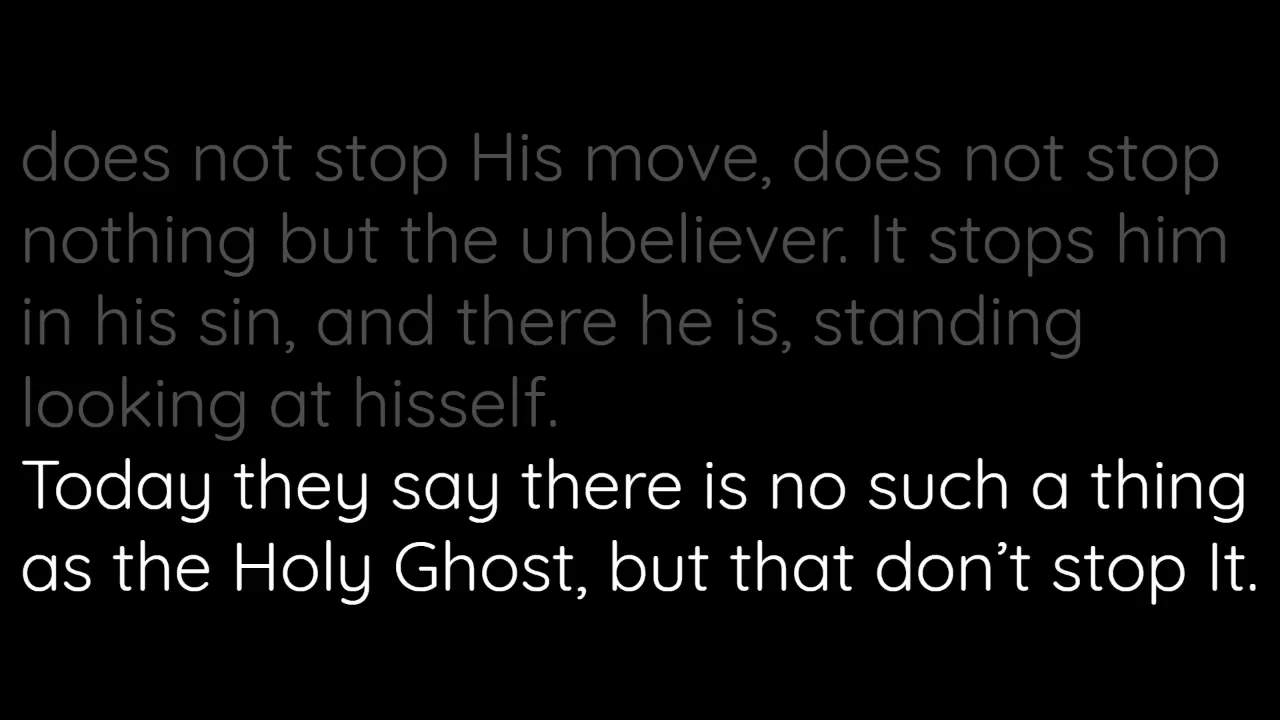 does not stop His move, does not stop
nothing but the unbeliever. It stops him
in his sin, and there he is, standing
looking at hisself.
Today they say there is no such a thing
as the Holy Ghost, but that don’t stop It.